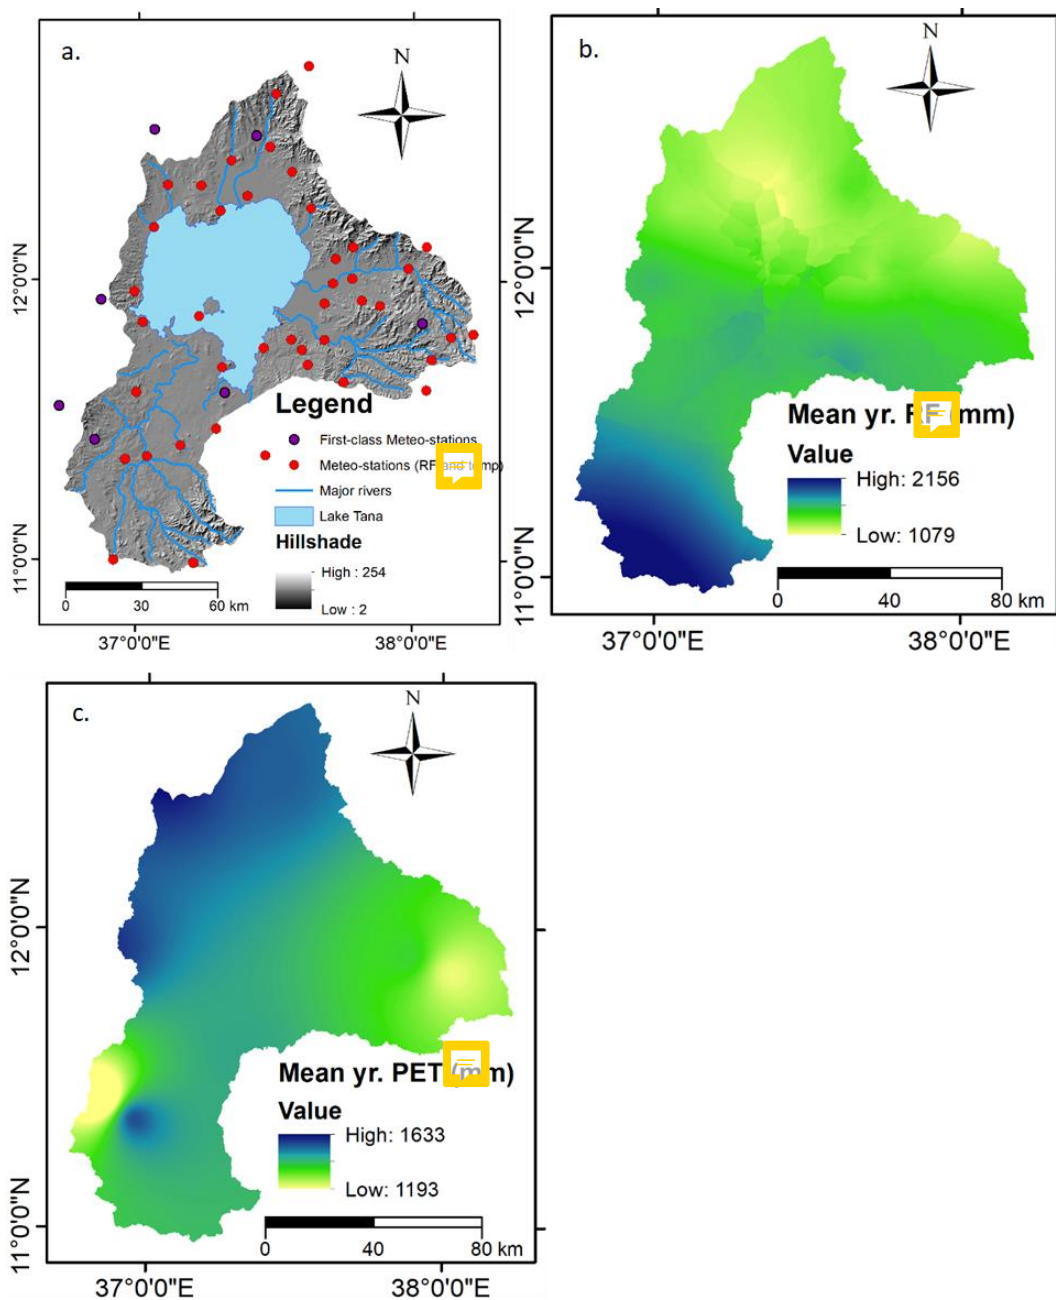 a.
N
12°0'0"N
11°0'0"N
Legend
First-class Meteo-stations
Meteo-stations (RF and temp)
Major rivers
Lake Tana
Hillshade
High : 254
Low : 2
0 30 60 km
37°0'0"E 38°0'0"E
b.
N
12°0'0"N
11°0'0"N
Mean yr. RF (mm)
Value
High: 2156
Low: 1079
0 40 80 km
37°0'0"E 38°0'0"E
c.
N
12°0'0"N
11°0'0"N
Mean yr. PET (mm)
Value
High: 1633
Low: 1193
0 40 80 km
37°0'0"E 38°0'0"E